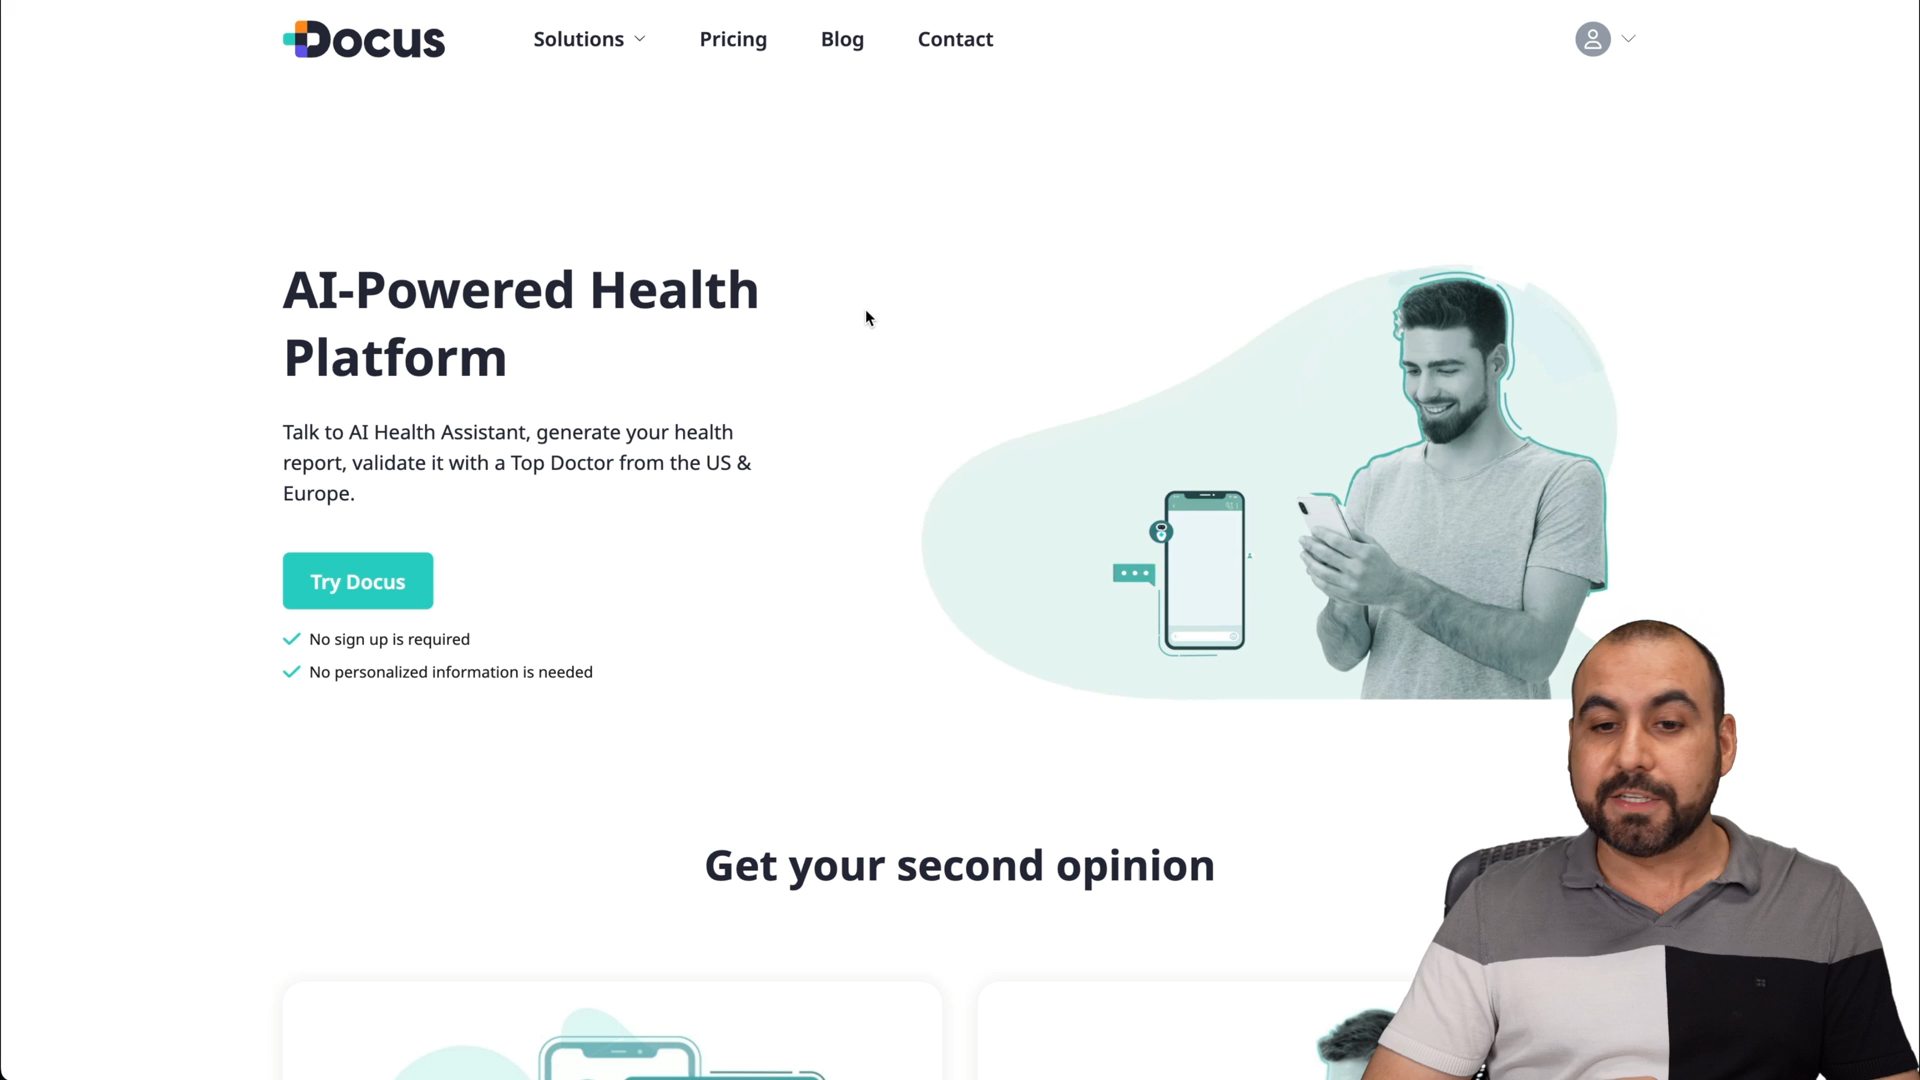 Docus
Solutions
Pricing
Blog
Contact
AI-Powered Health
Platform
Talk to AI Health Assistant, generate your health
report, validate it with a Top Doctor from the US &
Europe.
Try Docus
No sign up is required
No personalized information is needed
Get your second opinion